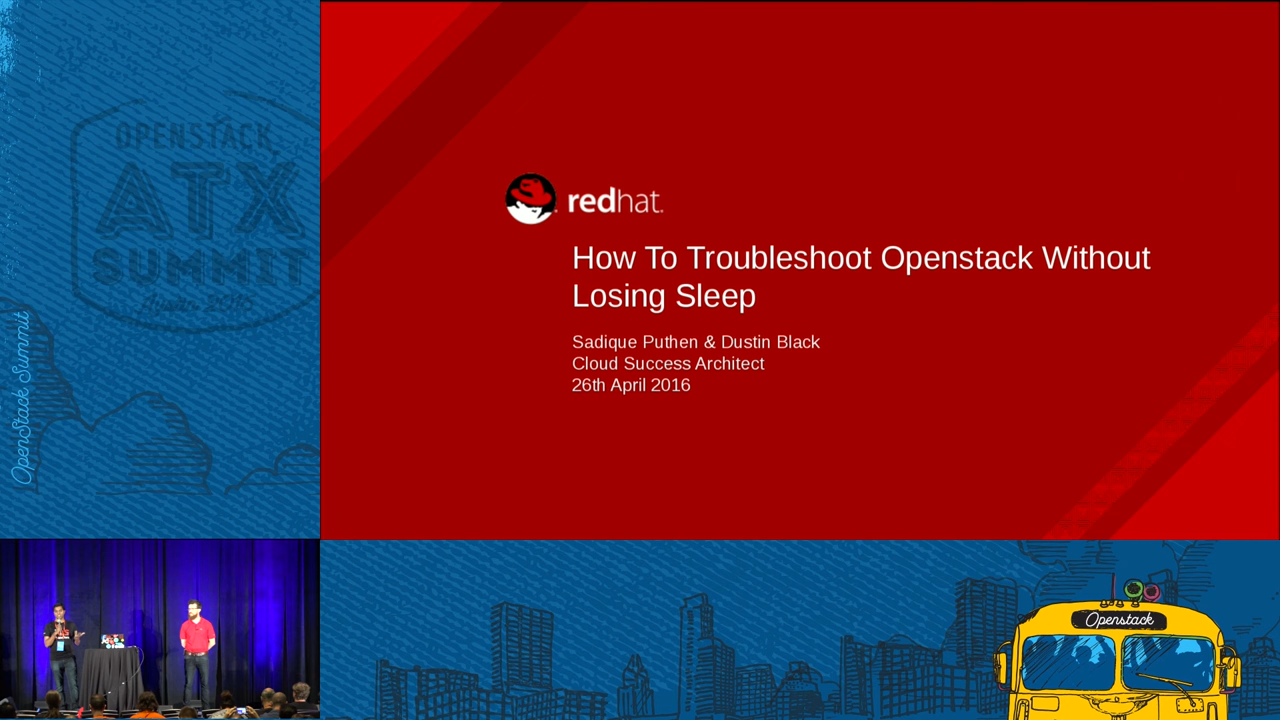 OPENSTACK
ATX
SUMMIT
Austin 2016
OpenStack Summit
redhat.
How To Troubleshoot Openstack Without
Losing Sleep
Sadique Puthen & Dustin Black
Cloud Success Architect
26th April 2016
Openstack